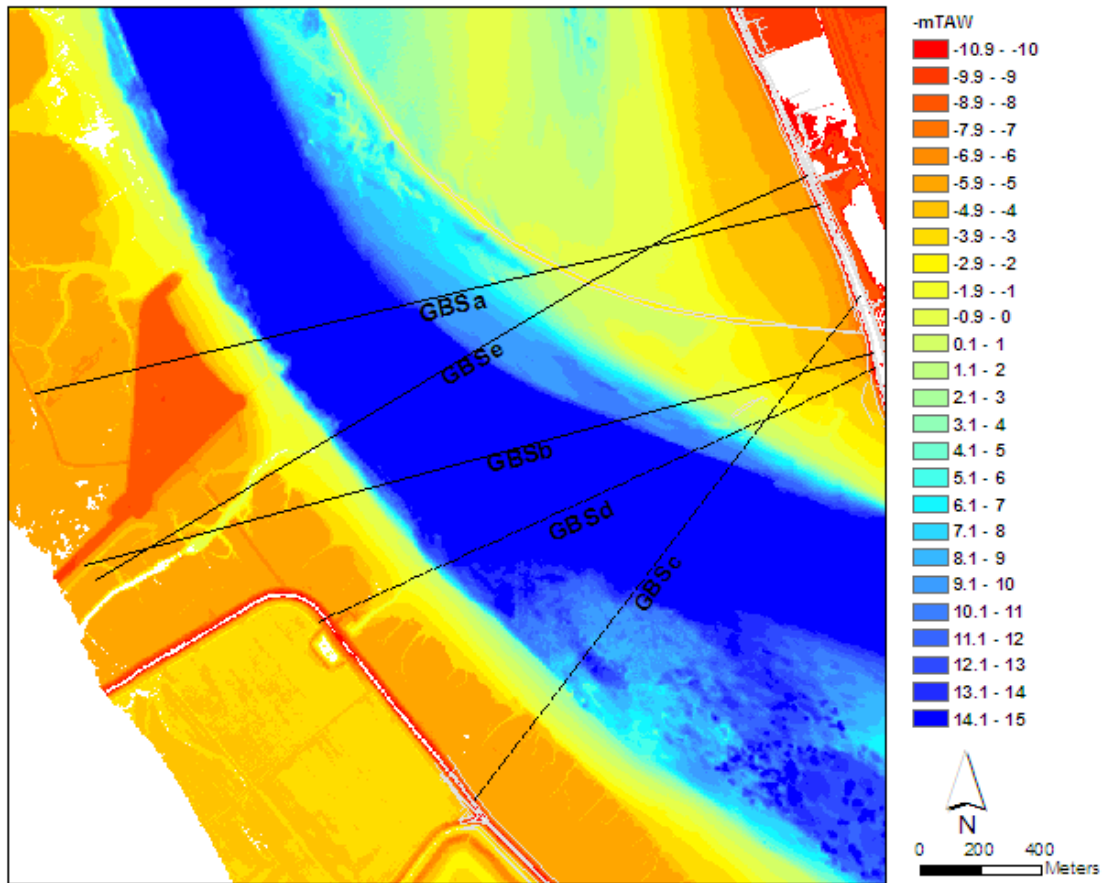 -mTAW
-10.9 - -10
-9.9 - -9
-8.9 - -8
-7.9 - -7
-6.9 - -6
-5.9 - -5
-4.9 - -4
-3.9 - -3
-2.9 - -2
-1.9 - -1
-0.9 - 0
0.1 - 1
1.1 - 2
2.1 - 3
3.1 - 4
4.1 - 5
5.1 - 6
6.1 - 7
7.1 - 8
8.1 - 9
9.1 - 10
10.1 - 11
11.1 - 12
12.1 - 13
13.1 - 14
14.1 - 15
GBSa
GBSe
GBSb
GBSd
GBSc
N
0 200 400
Meters